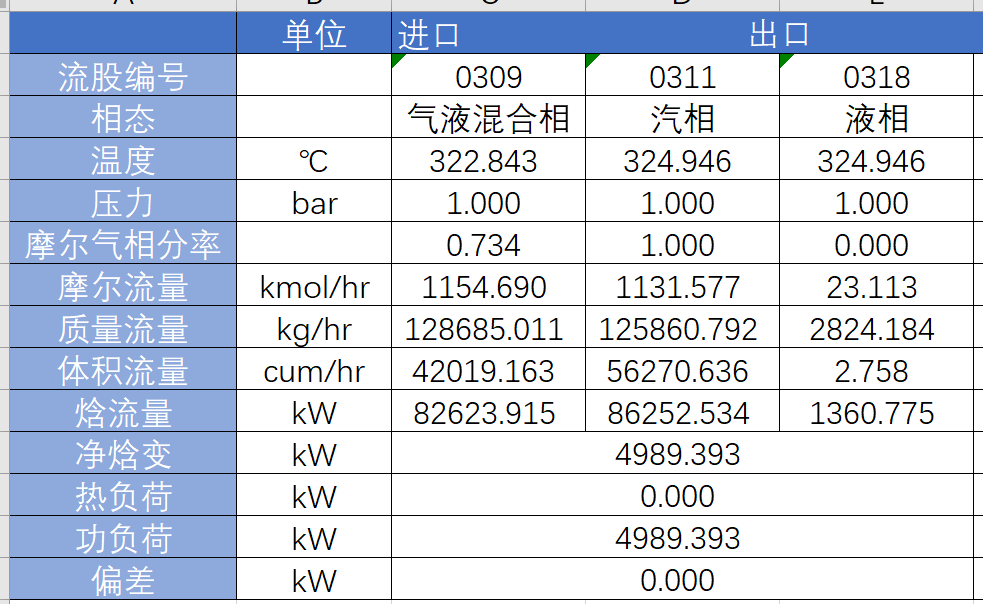 单位 进口 出口
流股编号 0309 0311 0318
相态 气液混合相 汽相 液相
温度 ℃ 322.843 324.946 324.946
压力 bar 1.000 1.000 1.000
摩尔气相分率 0.734 1.000 0.000
摩尔流量 kmol/hr 1154.690 1131.577 23.113
质量流量 kg/hr 128685.011 125860.792 2824.184
体积流量 cum/hr 42019.163 56270.636 2.758
焓流量 kW 82623.915 86252.534 1360.775
净焓变 kW 4989.393
热负荷 kW 0.000
功负荷 kW 4989.393
偏差 kW 0.000